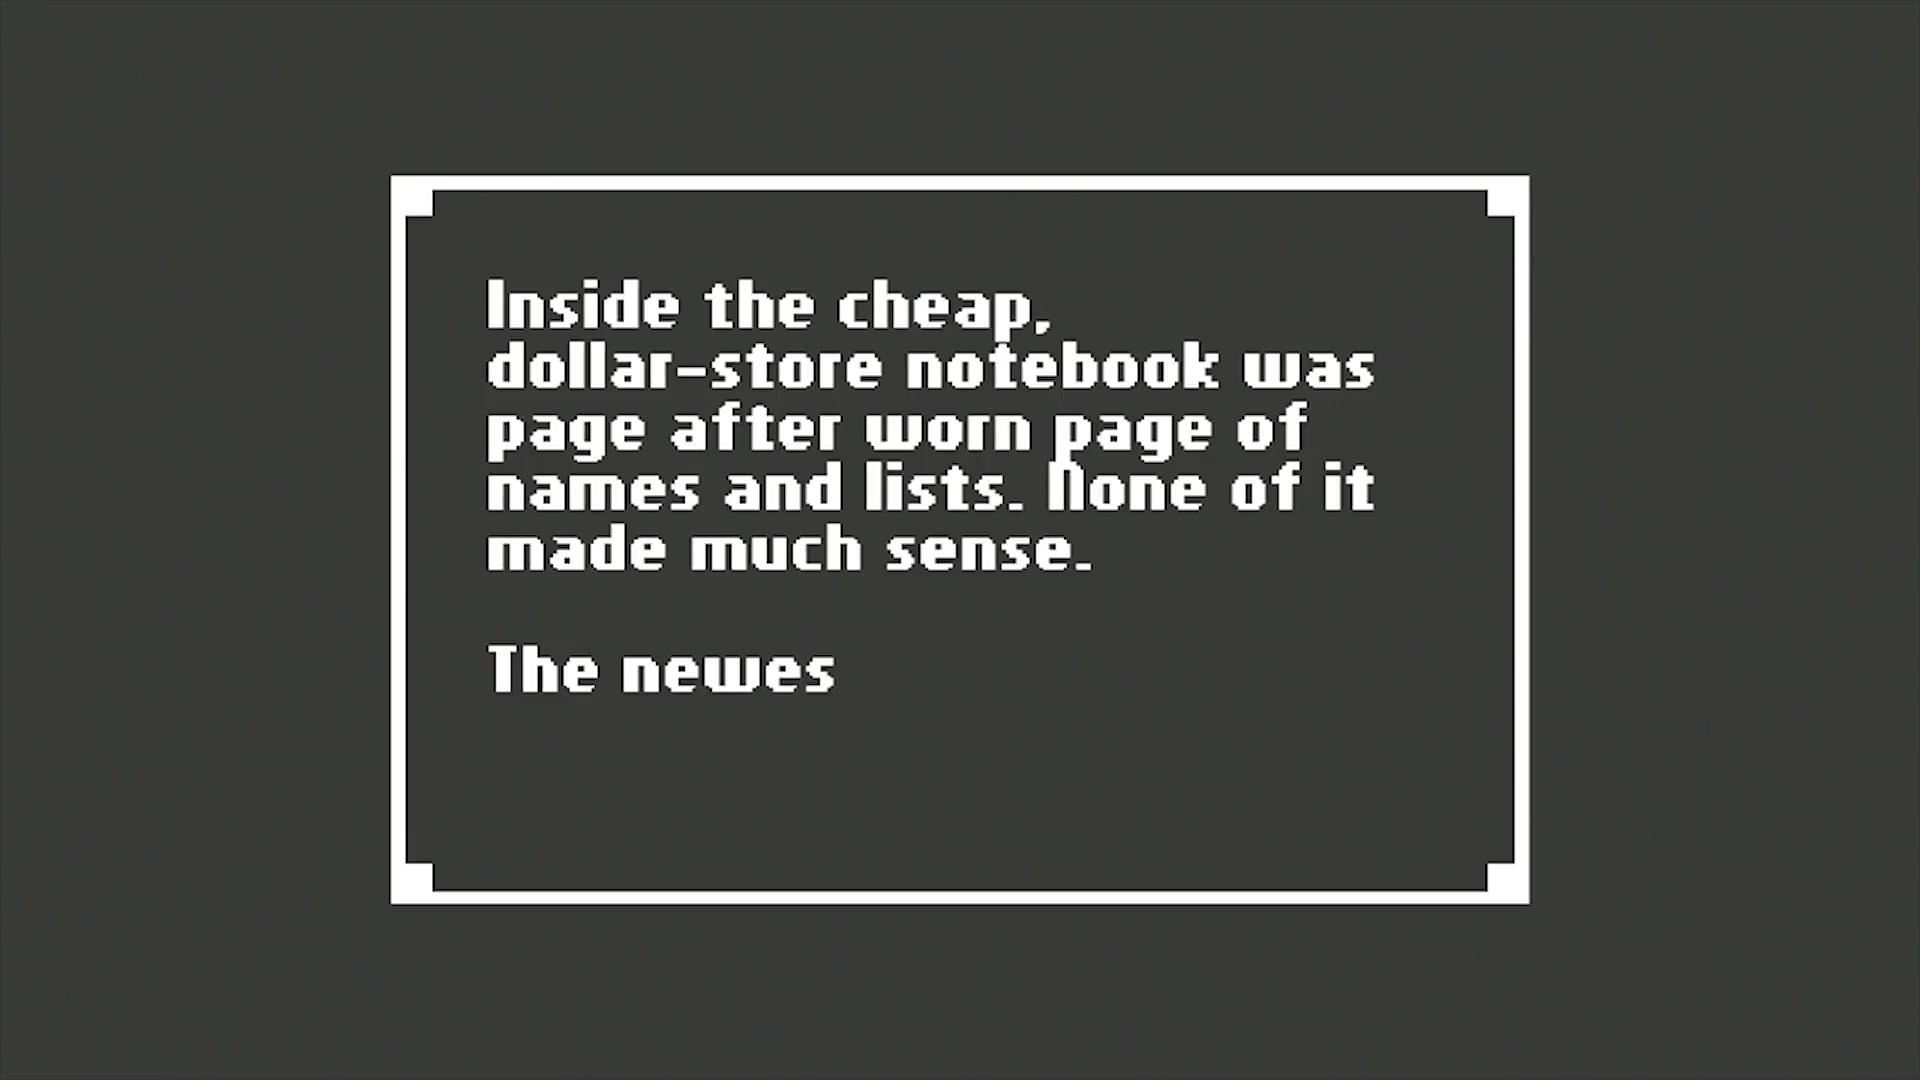 Inside the cheap,
dollar-store notebook was
page after worn page of
names and lists. None of it
made much sense.
The newes